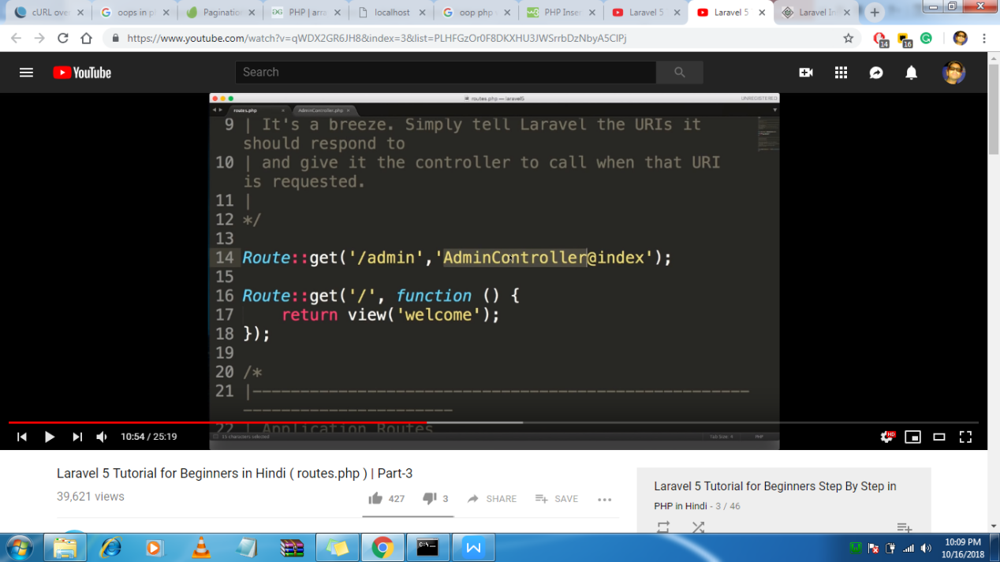 cURL over
oops in p
Pagination
PHP | arra
localhost
oop php
PHP Inser
Laravel 5
Laravel 5
Laravel In
https://www.youtube.com/watch?v=qWDX2GR6JH8&index=3&list=PLHFGzOr0F8DKXHU3JWSrrbDzNbyA5ClPj
14
16
YouTube
Search
routes.php — laravel5
UNREGISTERED
routes.php
AdminController.php
9 | It's a breeze. Simply tell Laravel the URIs it
should respond to
10 | and give it the controller to call when that URI
is requested.
11 |
12 */
13
14 Route::get('/admin','AdminController@index');
15
16 Route::get('/', function () {
17 return view('welcome');
18 });
19
20 /*
21 |----------------------------------------------------
----------------------
22 | Application Routes
15 characters selected
Tab Size: 4
PHP
10:54 / 25:19
HD
Laravel 5 Tutorial for Beginners in Hindi ( routes.php ) | Part-3
39,621 views
427
3
SHARE
SAVE
Laravel 5 Tutorial for Beginners Step By Step in
PHP in Hindi - 3 / 46
10:09 PM
10/16/2018